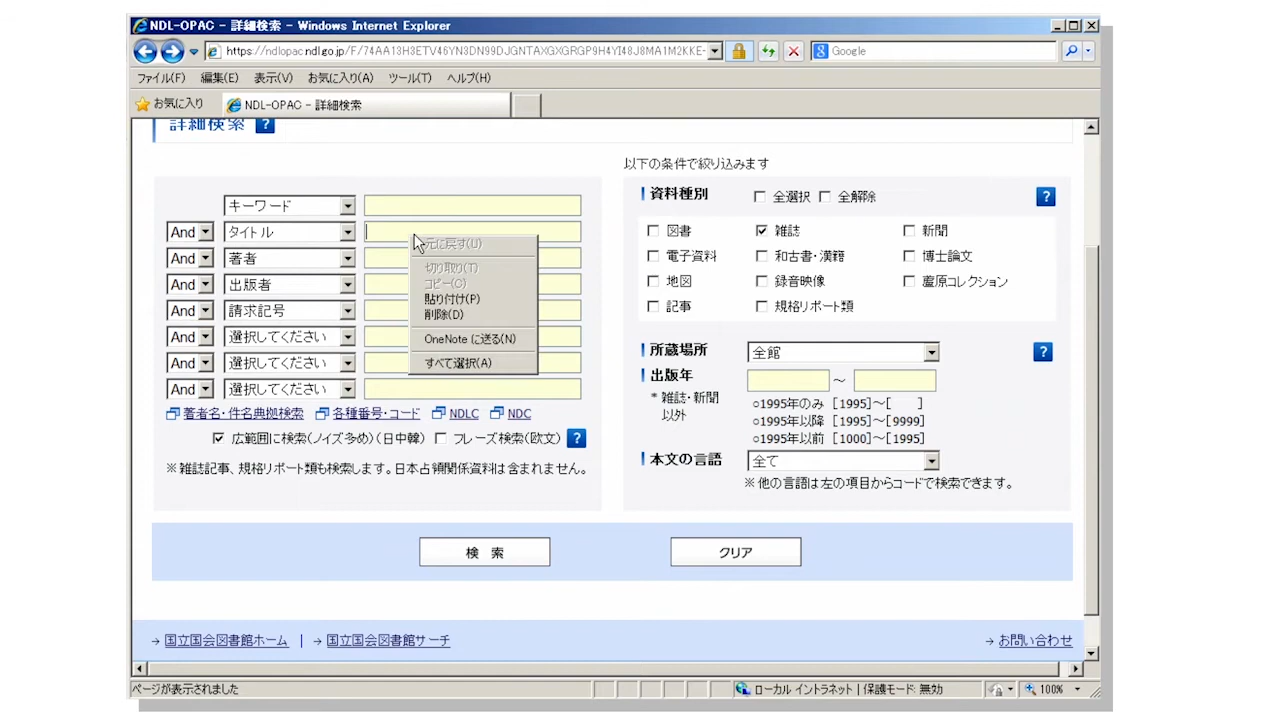 NDL-OPAC - 詳細検索 - Windows Internet Explorer
Google
ファイル(F) 編集(E) 表示(V) お気に入り(A) ツール(T) ヘルプ(H)
お気に入り NDL-OPAC - 詳細検索
詳細検索 ?
以下の条件で絞り込みます
資料種別 全選択 全解除 ?
キーワード
And タイトル
And 著者
And 出版者
And 請求記号
And 選択してください
And 選択してください
And 選択してください
元に戻す(U)
切り取り(T)
コピー(C)
貼り付け(P)
削除(D)
OneNote に送る(N)
すべて選択(A)
著者名・件名典拠検索 各種番号・コード NDLC NDC
広範囲に検索(ノイズ多め)(日中韓) フレーズ検索(欧文) ?
※雑誌記事、規格リポート類も検索します。日本占領関係資料は含まれません。
図書 雑誌 新聞
電子資料 和古書・漢籍 博士論文
地図 録音映像 蘆原コレクション
記事 規格リポート類
所蔵場所 全館 ?
出版年 ～
*雑誌・新聞
以外
○1995年のみ [1995]～[ ]
○1995年以降 [1995]～[9999]
○1995年以前 [1000]～[1995]
本文の言語 全て
※他の言語は左の項目からコードで検索できます。
検 索 クリア
→ 国立国会図書館ホーム | → 国立国会図書館サーチ → お問い合わせ
ページが表示されました ローカル イントラネット | 保護モード: 無効 100%